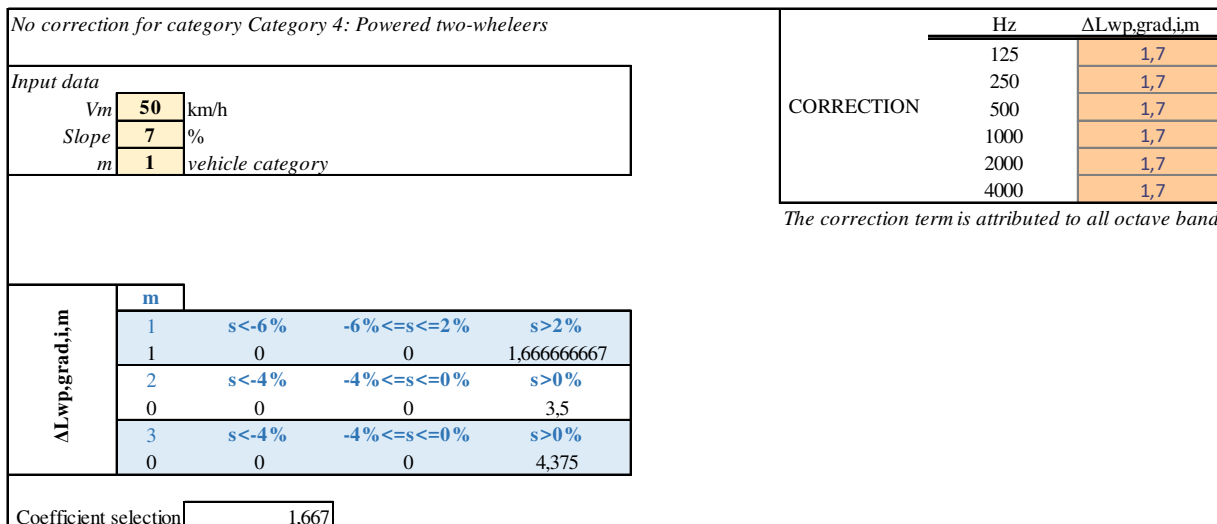 No correction for category Category 4: Powered two-wheleers
Input data
Vm 50 km/h
Slope 7 %
m 1 vehicle category
Hz ΔLwp,grad,i,m
CORRECTION
125 1,7
250 1,7
500 1,7
1000 1,7
2000 1,7
4000 1,7
The correction term is attributed to all octave band
ΔLwp,grad,i,m
m
1 s<-6% -6%<=s<=2% s>2%
1 0 0 1,666666667
2 s<-4% -4%<=s<=0% s>0%
0 0 0 3,5
3 s<-4% -4%<=s<=0% s>0%
0 0 0 4,375
Coefficient selection 1,667